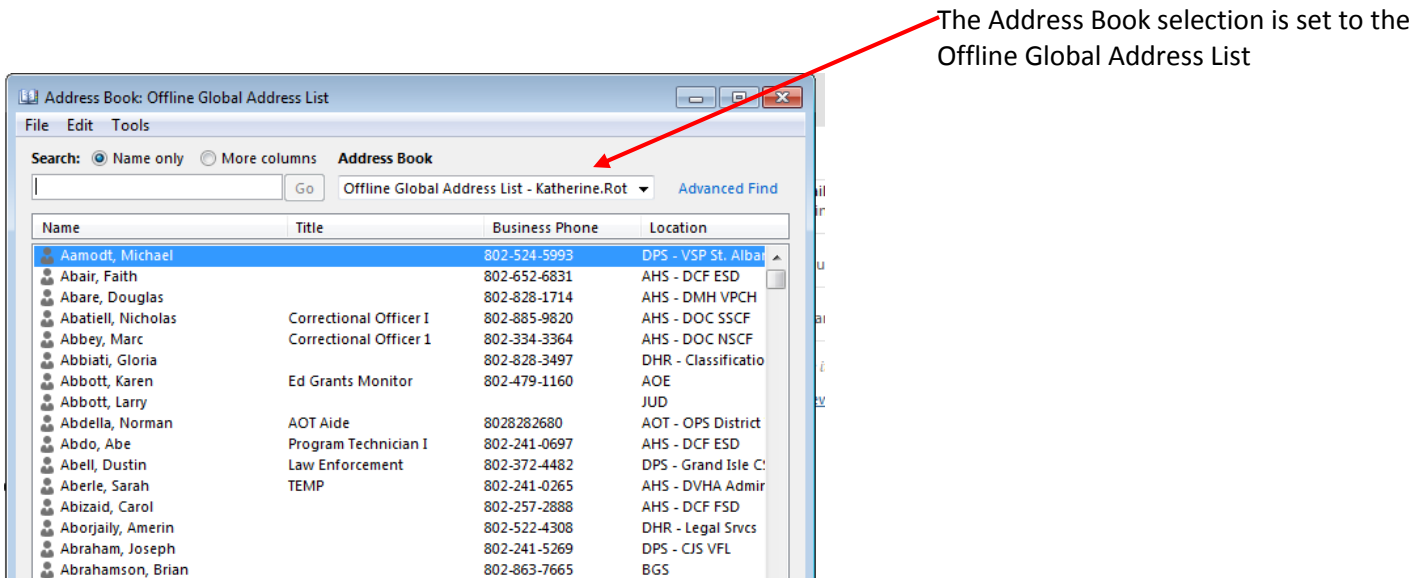 The Address Book selection is set to the
Offline Global Address List
Address Book: Offline Global Address List
File Edit Tools
Search: Name only More columns Address Book
Go Offline Global Address List - Katherine.Rot Advanced Find
Name Title Business Phone Location
Aamodt, Michael 802-524-5993 DPS - VSP St. Alba
Abair, Faith 802-652-6831 AHS - DCF ESD
Abare, Douglas 802-828-1714 AHS - DMH VPCH
Abatiell, Nicholas Correctional Officer I 802-885-9820 AHS - DOC SSCF
Abbey, Marc Correctional Officer 1 802-334-3364 AHS - DOC NSCF
Abbiati, Gloria 802-828-3497 DHR - Classificatio
Abbott, Karen Ed Grants Monitor 802-479-1160 AOE
Abbott, Larry JUD
Abdella, Norman AOT Aide 8028282680 AOT - OPS District
Abdo, Abe Program Technician I 802-241-0697 AHS - DCF ESD
Abell, Dustin Law Enforcement 802-372-4482 DPS - Grand Isle
Aberle, Sarah TEMP 802-241-0265 AHS - DVHA Admir
Abizaid, Carol 802-257-2888 AHS - DCF FSD
Aborjaily, Amerin 802-522-4308 DHR - Legal Srvcs
Abraham, Joseph 802-241-5269 DPS - CJS VFL
Abrahamson, Brian 802-863-7665 BGS